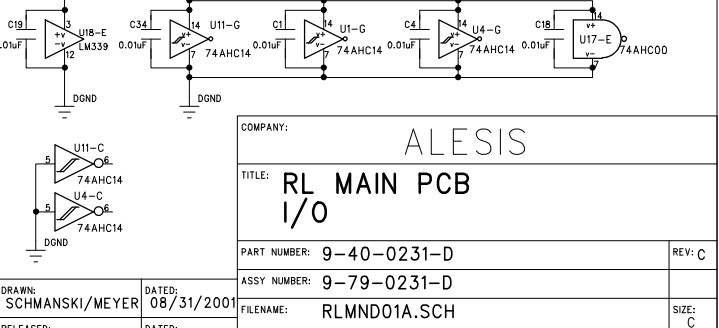 C19
0.01uF
3
+v
-v
U18-E
LM339
12
DGND
C34
0.01uF
14
v+
v-
7
U11-G
74AHC14
DGND
C1
0.01uF
14
v+
v-
7
U1-G
74AHC14
C4
0.01uF
14
v+
v-
7
U4-G
74AHC14
C18
0.01uF
14
v+
U17-E
v-
7
74AHC00
U11-C
5
6
74AHC14
U4-C
5
6
74AHC14
DGND
COMPANY:
ALESIS
TITLE:
RL MAIN PCB
I/O
PART NUMBER: 9-40-0231-D
REV: C
ASSY NUMBER: 9-79-0231-D
DRAWN:
SCHMANSKI/MEYER
DATED:
08/31/2001
FILENAME: RLMND01A.SCH
SIZE:
C
RELEASED:
DATED: